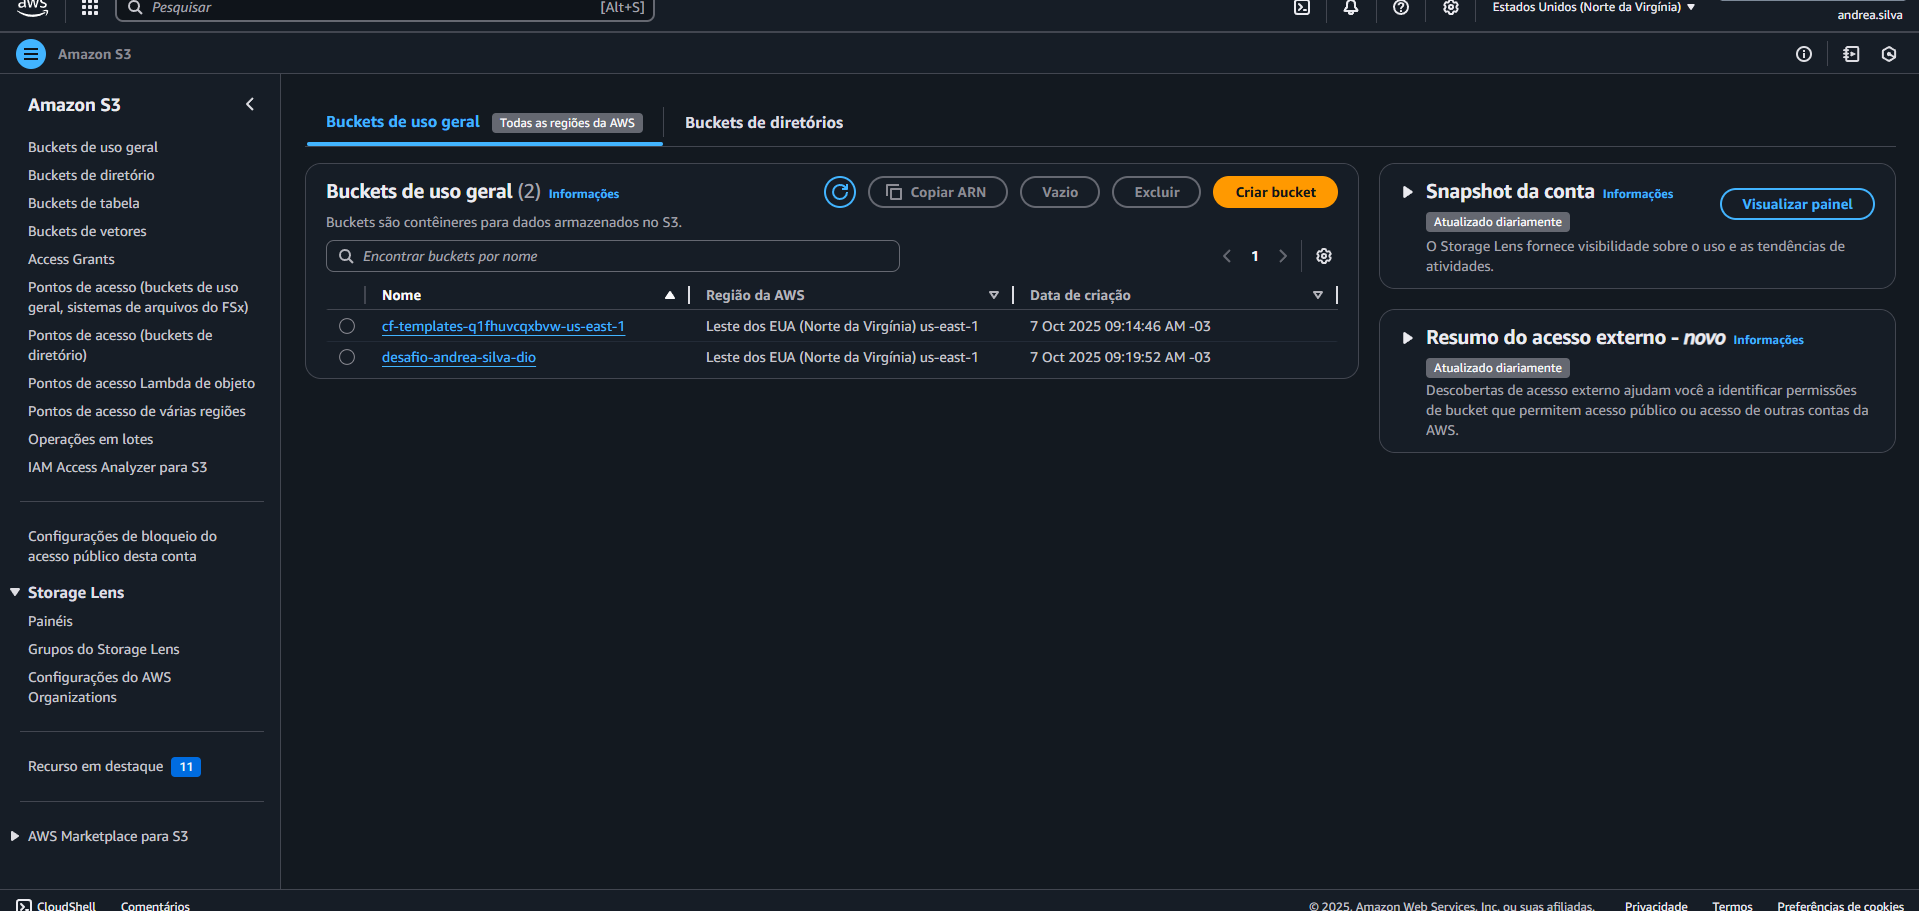 aws
Pesquisar
[Alt+S]
Estados Unidos (Norte da Virgínia)
andrea.silva
Amazon S3
Amazon S3
Buckets de uso geral
Buckets de diretório
Buckets de tabela
Buckets de vetores
Access Grants
Pontos de acesso (buckets de uso
geral, sistemas de arquivos do FSx)
Pontos de acesso (buckets de
diretório)
Pontos de acesso Lambda de objeto
Pontos de acesso de várias regiões
Operações em lotes
IAM Access Analyzer para S3
Configurações de bloqueio do
acesso público desta conta
Storage Lens
Painéis
Grupos do Storage Lens
Configurações do AWS
Organizations
Recurso em destaque 11
AWS Marketplace para S3
Buckets de uso geral Todas as regiões da AWS
Buckets de diretórios
Buckets de uso geral (2) Informações
Copiar ARN
Vazio
Excluir
Criar bucket
Buckets são contêineres para dados armazenados no S3.
Encontrar buckets por nome
1
Nome Região da AWS Data de criação
cf-templates-q1fhuvcqxbvw-us-east-1 Leste dos EUA (Norte da Virgínia) us-east-1 7 Oct 2025 09:14:46 AM -03
desafio-andrea-silva-dio Leste dos EUA (Norte da Virgínia) us-east-1 7 Oct 2025 09:19:52 AM -03
Snapshot da conta Informações
Atualizado diariamente
Visualizar painel
O Storage Lens fornece visibilidade sobre o uso e as tendências de
atividades.
Resumo do acesso externo - novo Informações
Atualizado diariamente
Descobertas de acesso externo ajudam você a identificar permissões
de bucket que permitem acesso público ou acesso de outras contas da
AWS.
CloudShell
Comentários
© 2025, Amazon Web Services, Inc. ou suas afiliadas.
Privacidade
Termos
Preferências de cookies